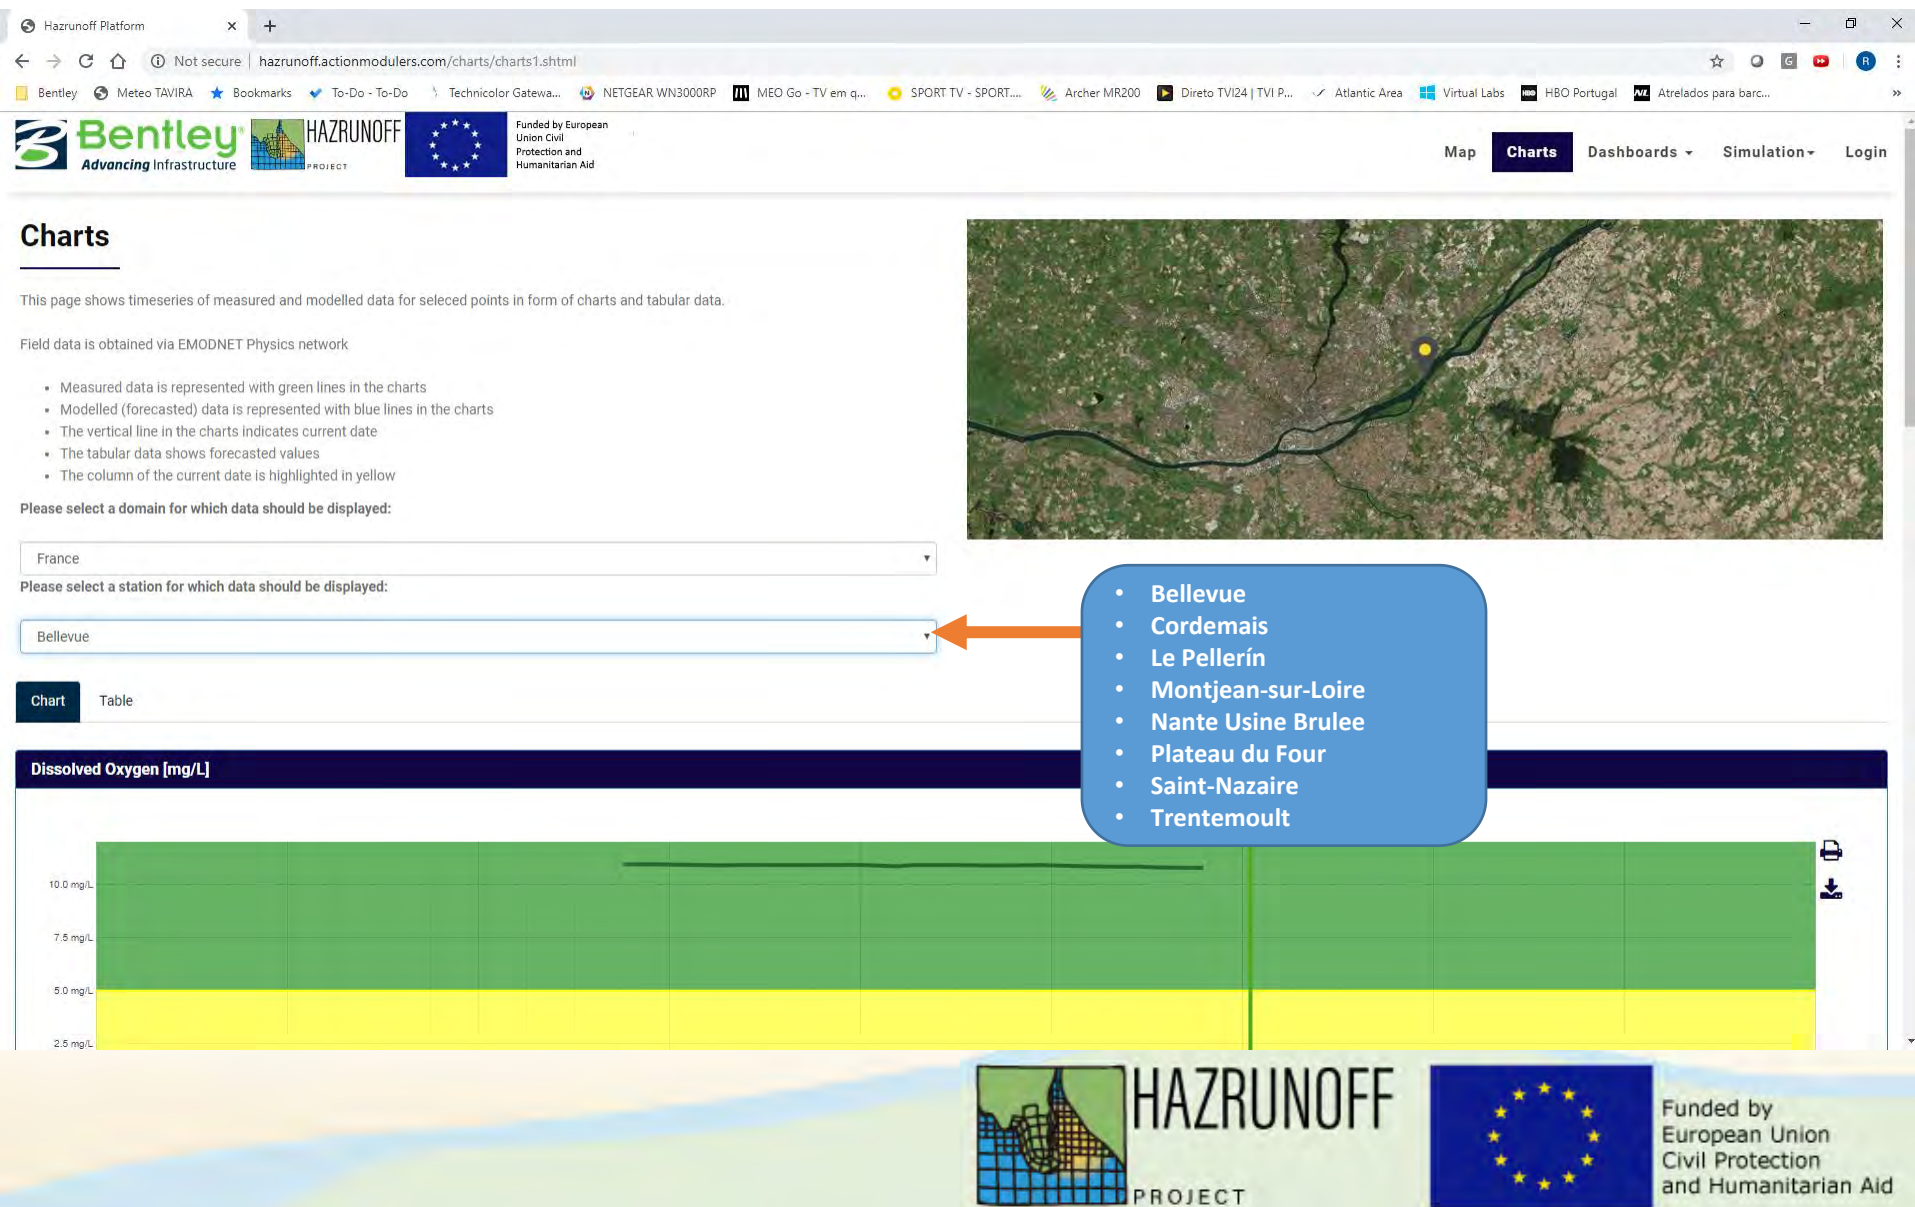 Hazrunoff Platform
Not secure | hazrunoff.actionmodulers.com/charts/charts1.shtml
G
R
Bentley Meteo TAVIRA Bookmarks To-Do - To-Do Technicolor Gatewa... NETGEAR WN3000RP MEO Go - TV em q... SPORT TV - SPORT.... Archer MR200 Direto TVI24 | TVI P... Atlantic Area Virtual Labs HBO Portugal Atrelados para barc... »
Bentley®
Advancing Infrastructure
HAZRUNOFF
PROJECT
Funded by European
Union Civil
Protection and
Humanitarian Aid
Map Charts Dashboards Simulation Login
Charts
This page shows timeseries of measured and modelled data for seleced points in form of charts and tabular data.
Field data is obtained via EMODNET Physics network
• Measured data is represented with green lines in the charts
• Modelled (forecasted) data is represented with blue lines in the charts
• The vertical line in the charts indicates current date
• The tabular data shows forecasted values
• The column of the current date is highlighted in yellow
Please select a domain for which data should be displayed:
France
Please select a station for which data should be displayed:
Bellevue
• Bellevue
• Cordemais
• Le Pellerín
• Montjean-sur-Loire
• Nante Usine Brulee
• Plateau du Four
• Saint-Nazaire
• Trentemoult
Chart Table
Dissolved Oxygen [mg/L]
10.0 mg/L
7.5 mg/L
5.0 mg/L
2.5 mg/L
HAZRUNOFF
PROJECT
Funded by
European Union
Civil Protection
and Humanitarian Aid